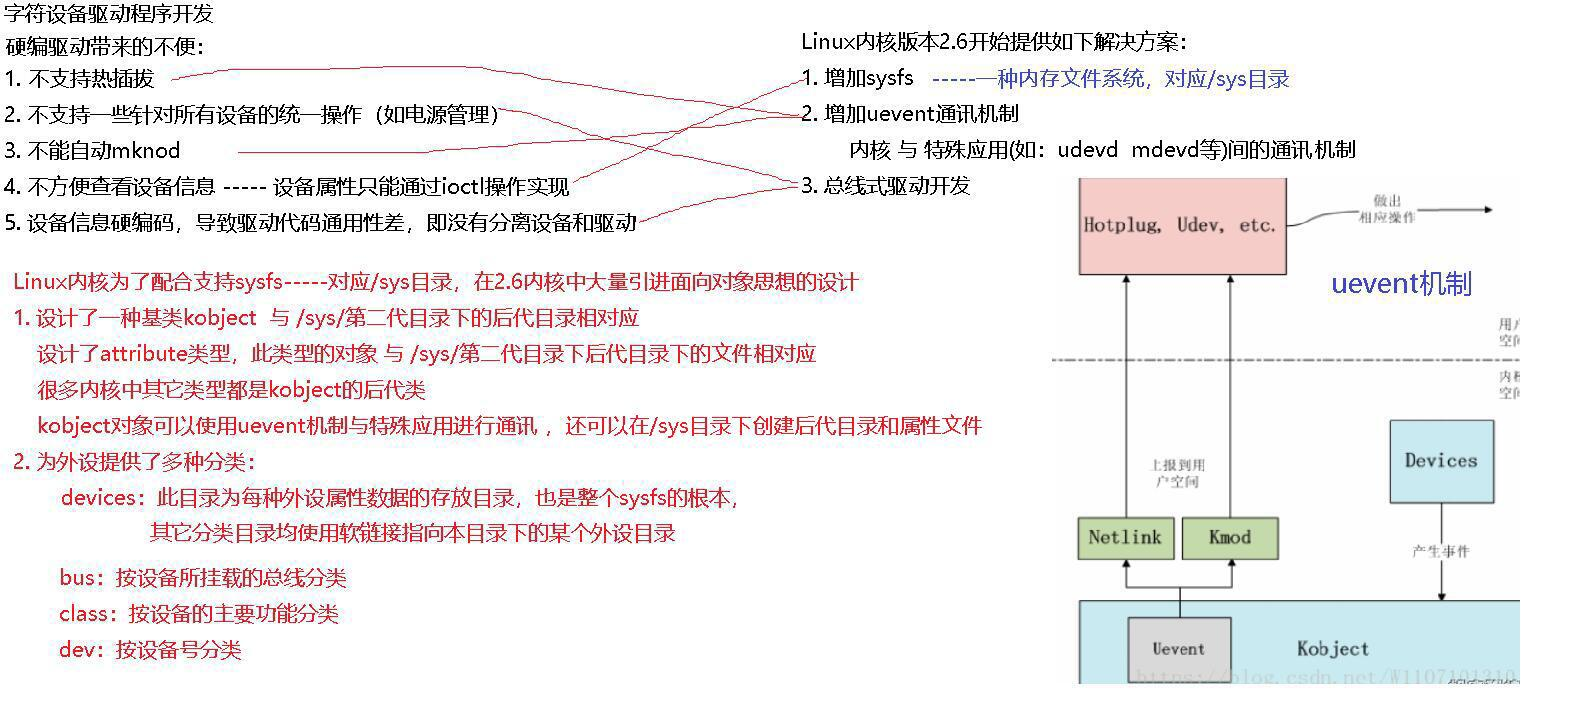 字符设备驱动程序开发
硬编驱动带来的不便：
1. 不支持热插拔
2. 不支持一些针对所有设备的统一操作（如电源管理）
3. 不能自动mknod
4. 不方便查看设备信息 ----- 设备属性只能通过ioctl操作实现
5. 设备信息硬编码，导致驱动代码通用性差，即没有分离设备和驱动
Linux内核版本2.6开始提供如下解决方案：
1. 增加sysfs -----一种内存文件系统，对应/sys目录
2. 增加uevent通讯机制
内核 与 特殊应用(如：udevd mdevd等)间的通讯机制
3. 总线式驱动开发
Linux内核为了配合支持sysfs-----对应/sys目录，在2.6内核中大量引进面向对象思想的设计
1. 设计了一种基类kobject 与 /sys/第二代目录下的后代目录相对应
设计了attribute类型，此类型的对象 与 /sys/第二代目录下后代目录下的文件相对应
很多内核中其它类型都是kobject的后代类
kobject对象可以使用uevent机制与特殊应用进行通讯 ，还可以在/sys目录下创建后代目录和属性文件
2. 为外设提供了多种分类：
devices：此目录为每种外设属性数据的存放目录，也是整个sysfs的根本，
其它分类目录均使用软链接指向本目录下的某个外设目录
bus：按设备所挂载的总线分类
class：按设备的主要功能分类
dev：按设备号分类
Hotplug, Udev, etc.
做出
相应操作
uevent机制
用户
空间
内核
空间
上报到用
户空间
Devices
Netlink
Kmod
产生事件
Uevent
Kobject